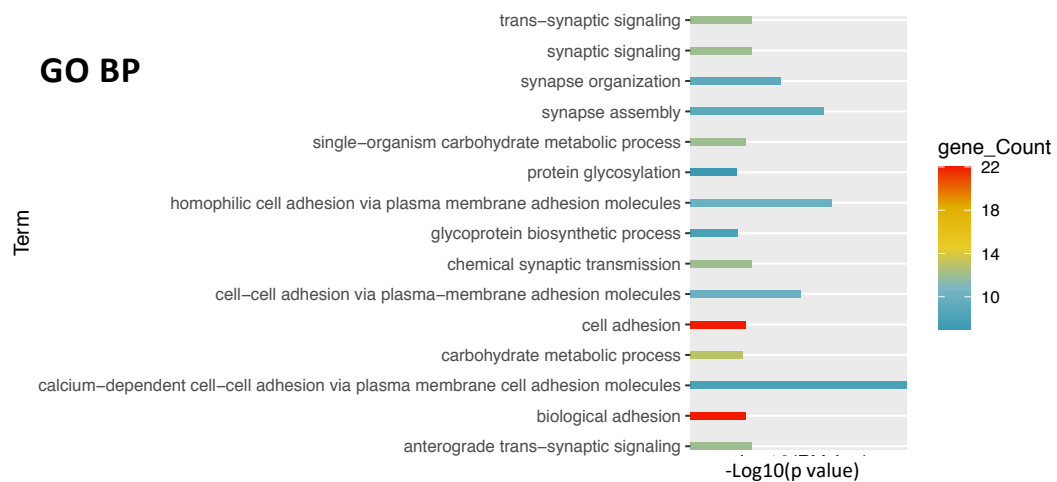 GO BP
trans−synaptic signaling
synaptic signaling
synapse organization
synapse assembly
single−organism carbohydrate metabolic process
protein glycosylation
homophilic cell adhesion via plasma membrane adhesion molecules
glycoprotein biosynthetic process
chemical synaptic transmission
cell−cell adhesion via plasma−membrane adhesion molecules
cell adhesion
carbohydrate metabolic process
calcium−dependent cell−cell adhesion via plasma membrane cell adhesion molecules
biological adhesion
anterograde trans−synaptic signaling
Term
-Log10(p value)
gene_Count
22
18
14
10